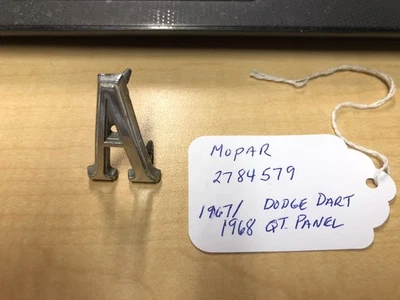 A
MOPAR
2784579
1967/ DODGE DART
1968 QT. PANEL